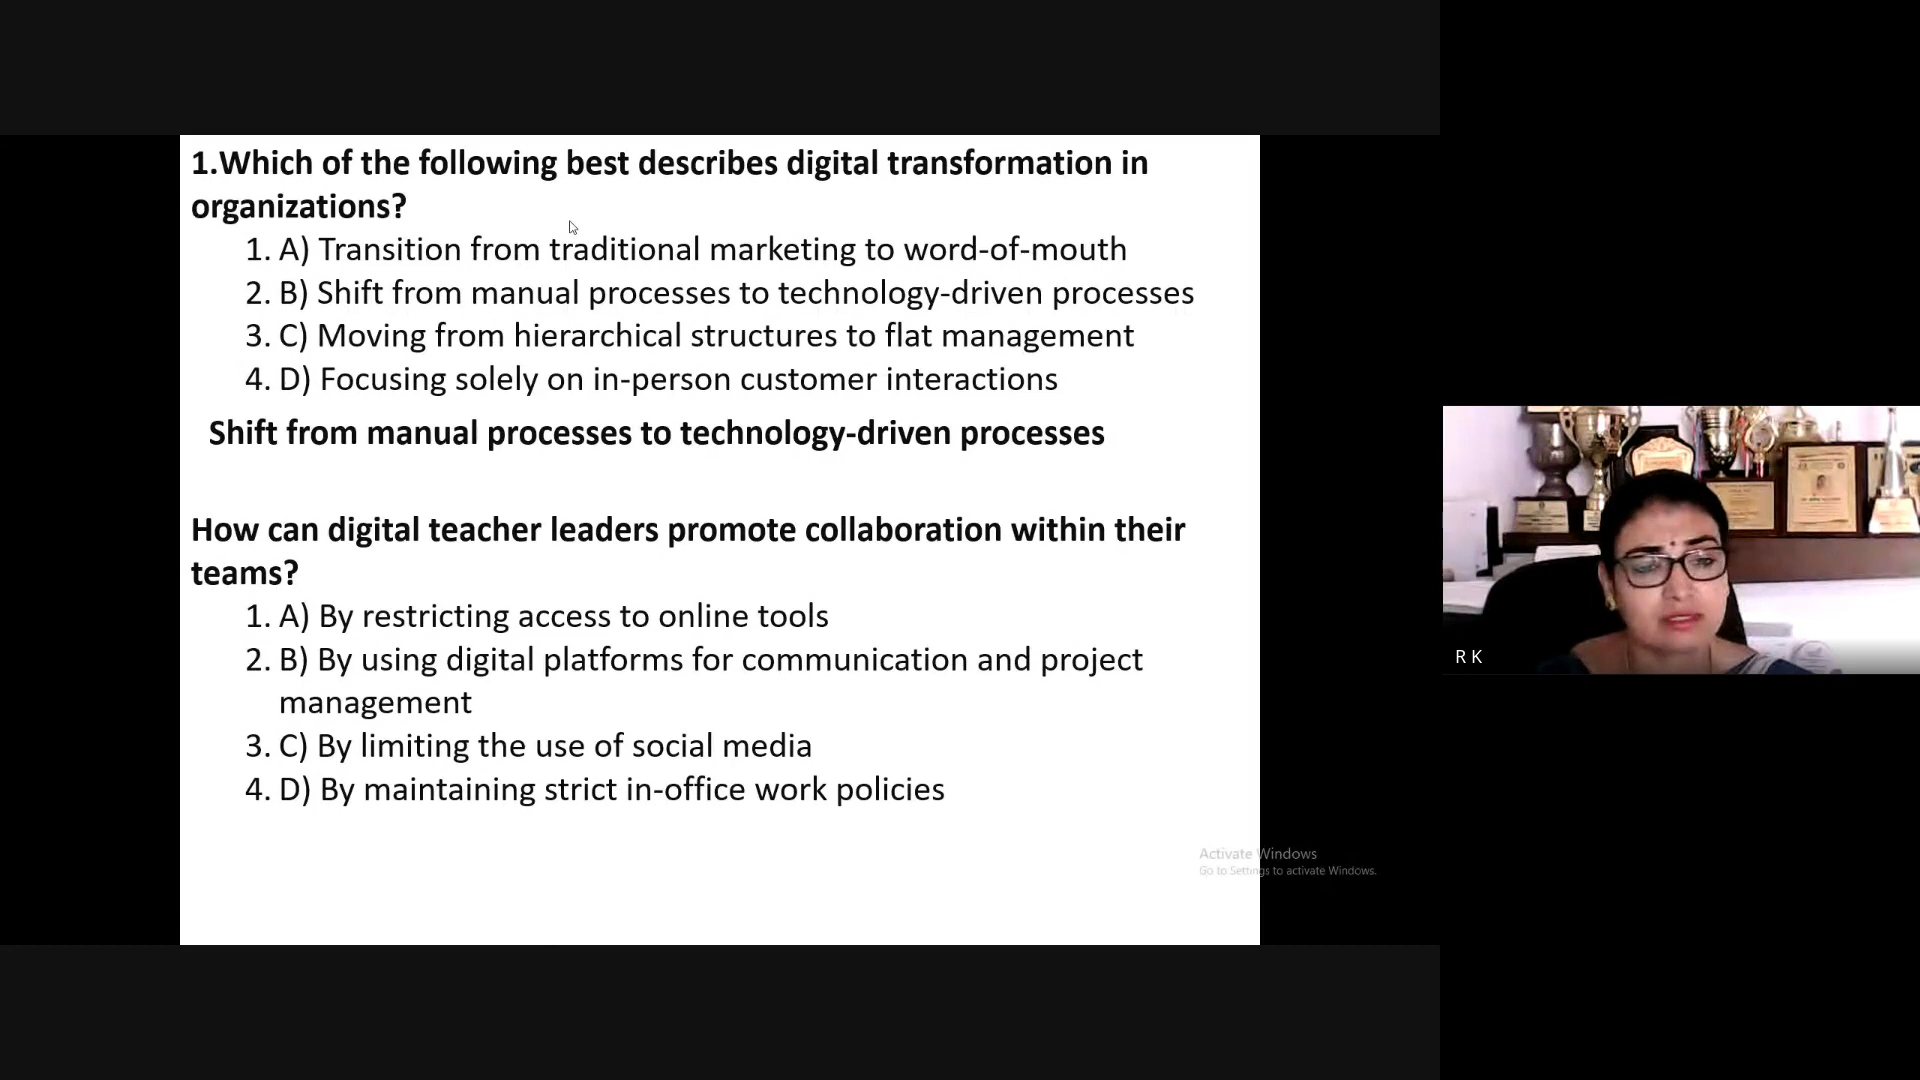 1.Which of the following best describes digital transformation in
organizations?
1. A) Transition from traditional marketing to word-of-mouth
2. B) Shift from manual processes to technology-driven processes
3. C) Moving from hierarchical structures to flat management
4. D) Focusing solely on in-person customer interactions
Shift from manual processes to technology-driven processes
How can digital teacher leaders promote collaboration within their
teams?
1. A) By restricting access to online tools
2. B) By using digital platforms for communication and project
management
3. C) By limiting the use of social media
4. D) By maintaining strict in-office work policies
Activate Windows
Go to Settings to activate Windows.
R K